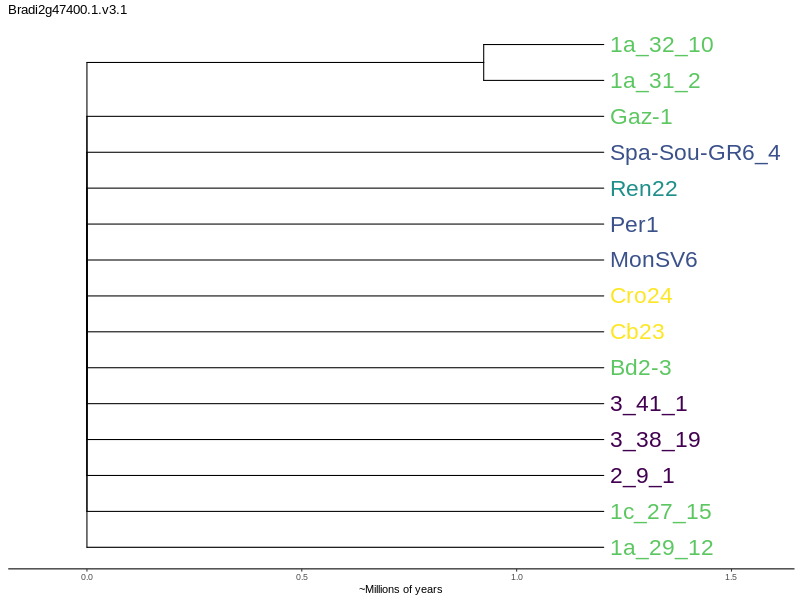 Bradi2g47400.1.v3.1
1a_32_10
1a_31_2
Gaz-1
Spa-Sou-GR6_4
Ren22
Per1
MonSV6
Cro24
Cb23
Bd2-3
3_41_1
3_38_19
2_9_1
1c_27_15
1a_29_12
0.0 0.5 1.0 1.5
~Millions of years